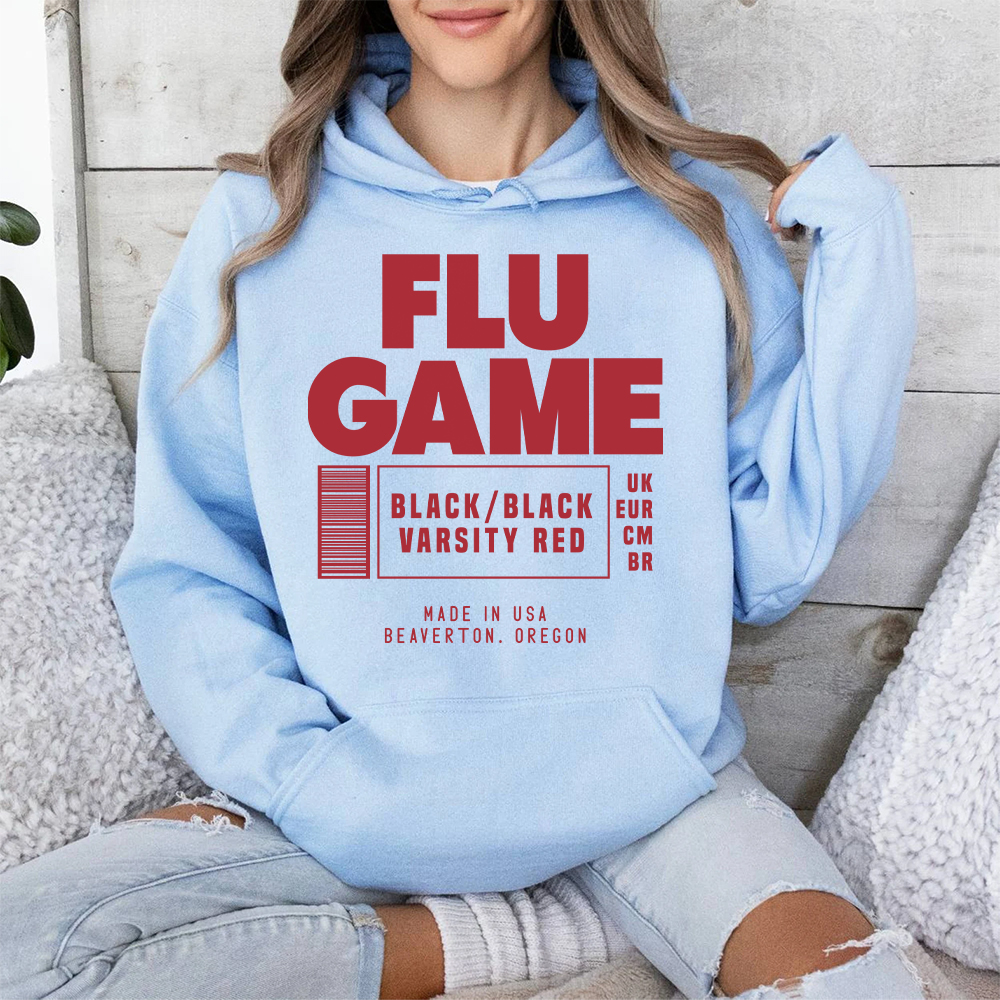 FLU
GAME
BLACK/BLACK
VARSITY RED
UK
EUR
CM
BR
MADE IN USA
BEAVERTON. OREGON